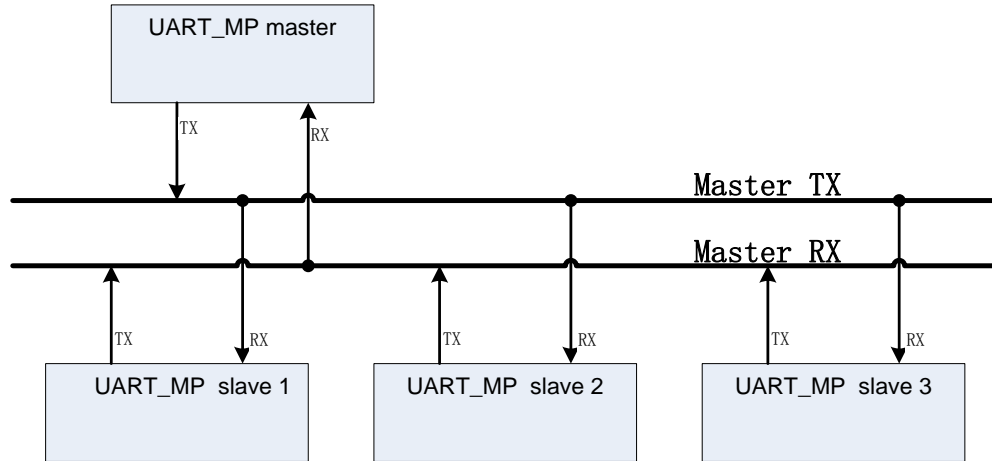 UART_MP master
TX
RX
Master TX
Master RX
TX
RX
TX
RX
TX
RX
UART_MP slave 1
UART_MP slave 2
UART_MP slave 3